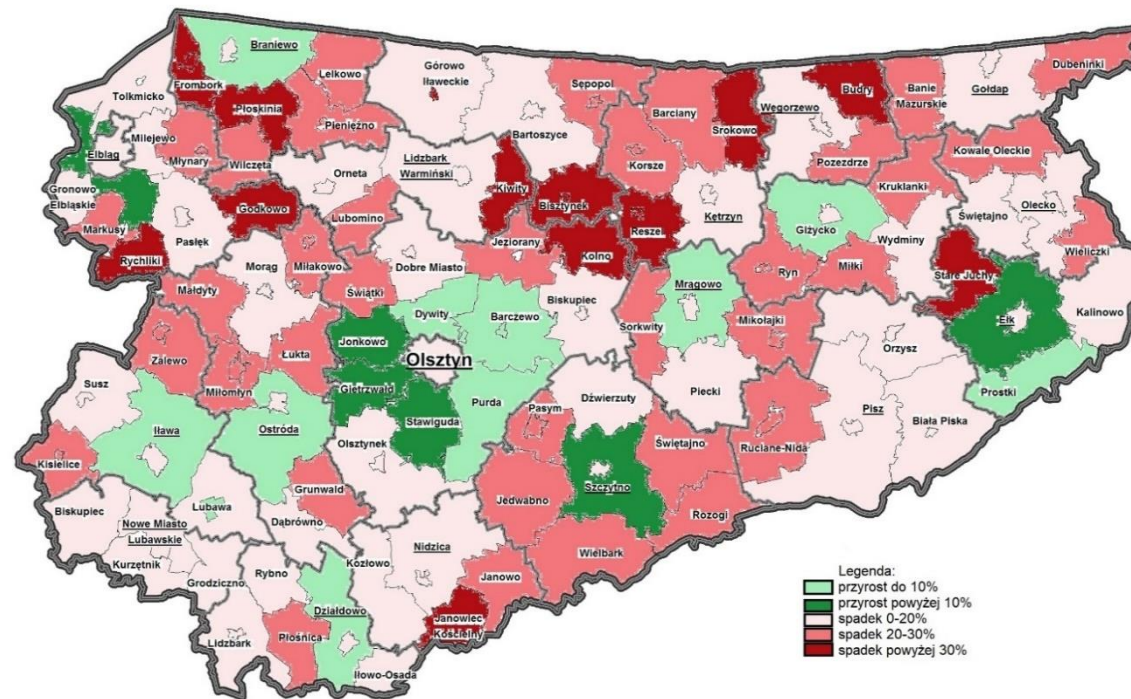 Braniewo
Lelkowo
Frombork
Górowo
Iławeckie
Sępopol
Budry
Banie
Mazurskie
Gołdap
Dubeninki
Tolkmicko
Płoskinia
Pieniężno
Bartoszyce
Barciany
Srokowo
Węgorzewo
Elbląg
Milejewo
Młynary
Wilczęta
Orneta
Lidzbark
Warmiński
Korsze
Pozezdrze
Kowale Oleckie
Gronowo
Elbląskie
Markusy
Pasłęk
Godkowo
Lubomino
Kiwity
Bisztynek
Reszel
Kętrzyn
Kruklanki
Giżycko
Świętajno
Olecko
Rychliki
Morąg
Miłakowo
Dobre Miasto
Jeziorany
Kolno
Wydminy
Wieliczki
Małdyty
Świątki
Biskupiec
Mrągowo
Ryn
Miłki
Stare Juchy
Zalewo
Miłomłyn
Łukta
Jonkowo
Dywity
Barczewo
Sorkwity
Mikołajki
Ełk
Kalinowo
Olsztyn
Orzysz
Susz
Gietrzwałd
Stawiguda
Purda
Dźwierzuty
Piecki
Pisz
Prostki
Iława
Ostróda
Olsztynek
Pasym
Świętajno
Ruciane-Nida
Biała Piska
Kisielice
Grunwald
Jedwabno
Szczytno
Rozogi
Biskupiec
Nowe Miasto
Lubawskie
Lubawa
Dąbrówno
Kurzętnik
Grodziczno
Rybno
Kozłowo
Nidzica
Janowo
Wielbark
Lidzbark
Płośnica
Działdowo
Janowiec
Kościelny
Iłowo-Osada
Legenda:
przyrost do 10%
przyrost powyżej 10%
spadek 0-20%
spadek 20-30%
spadek powyżej 30%